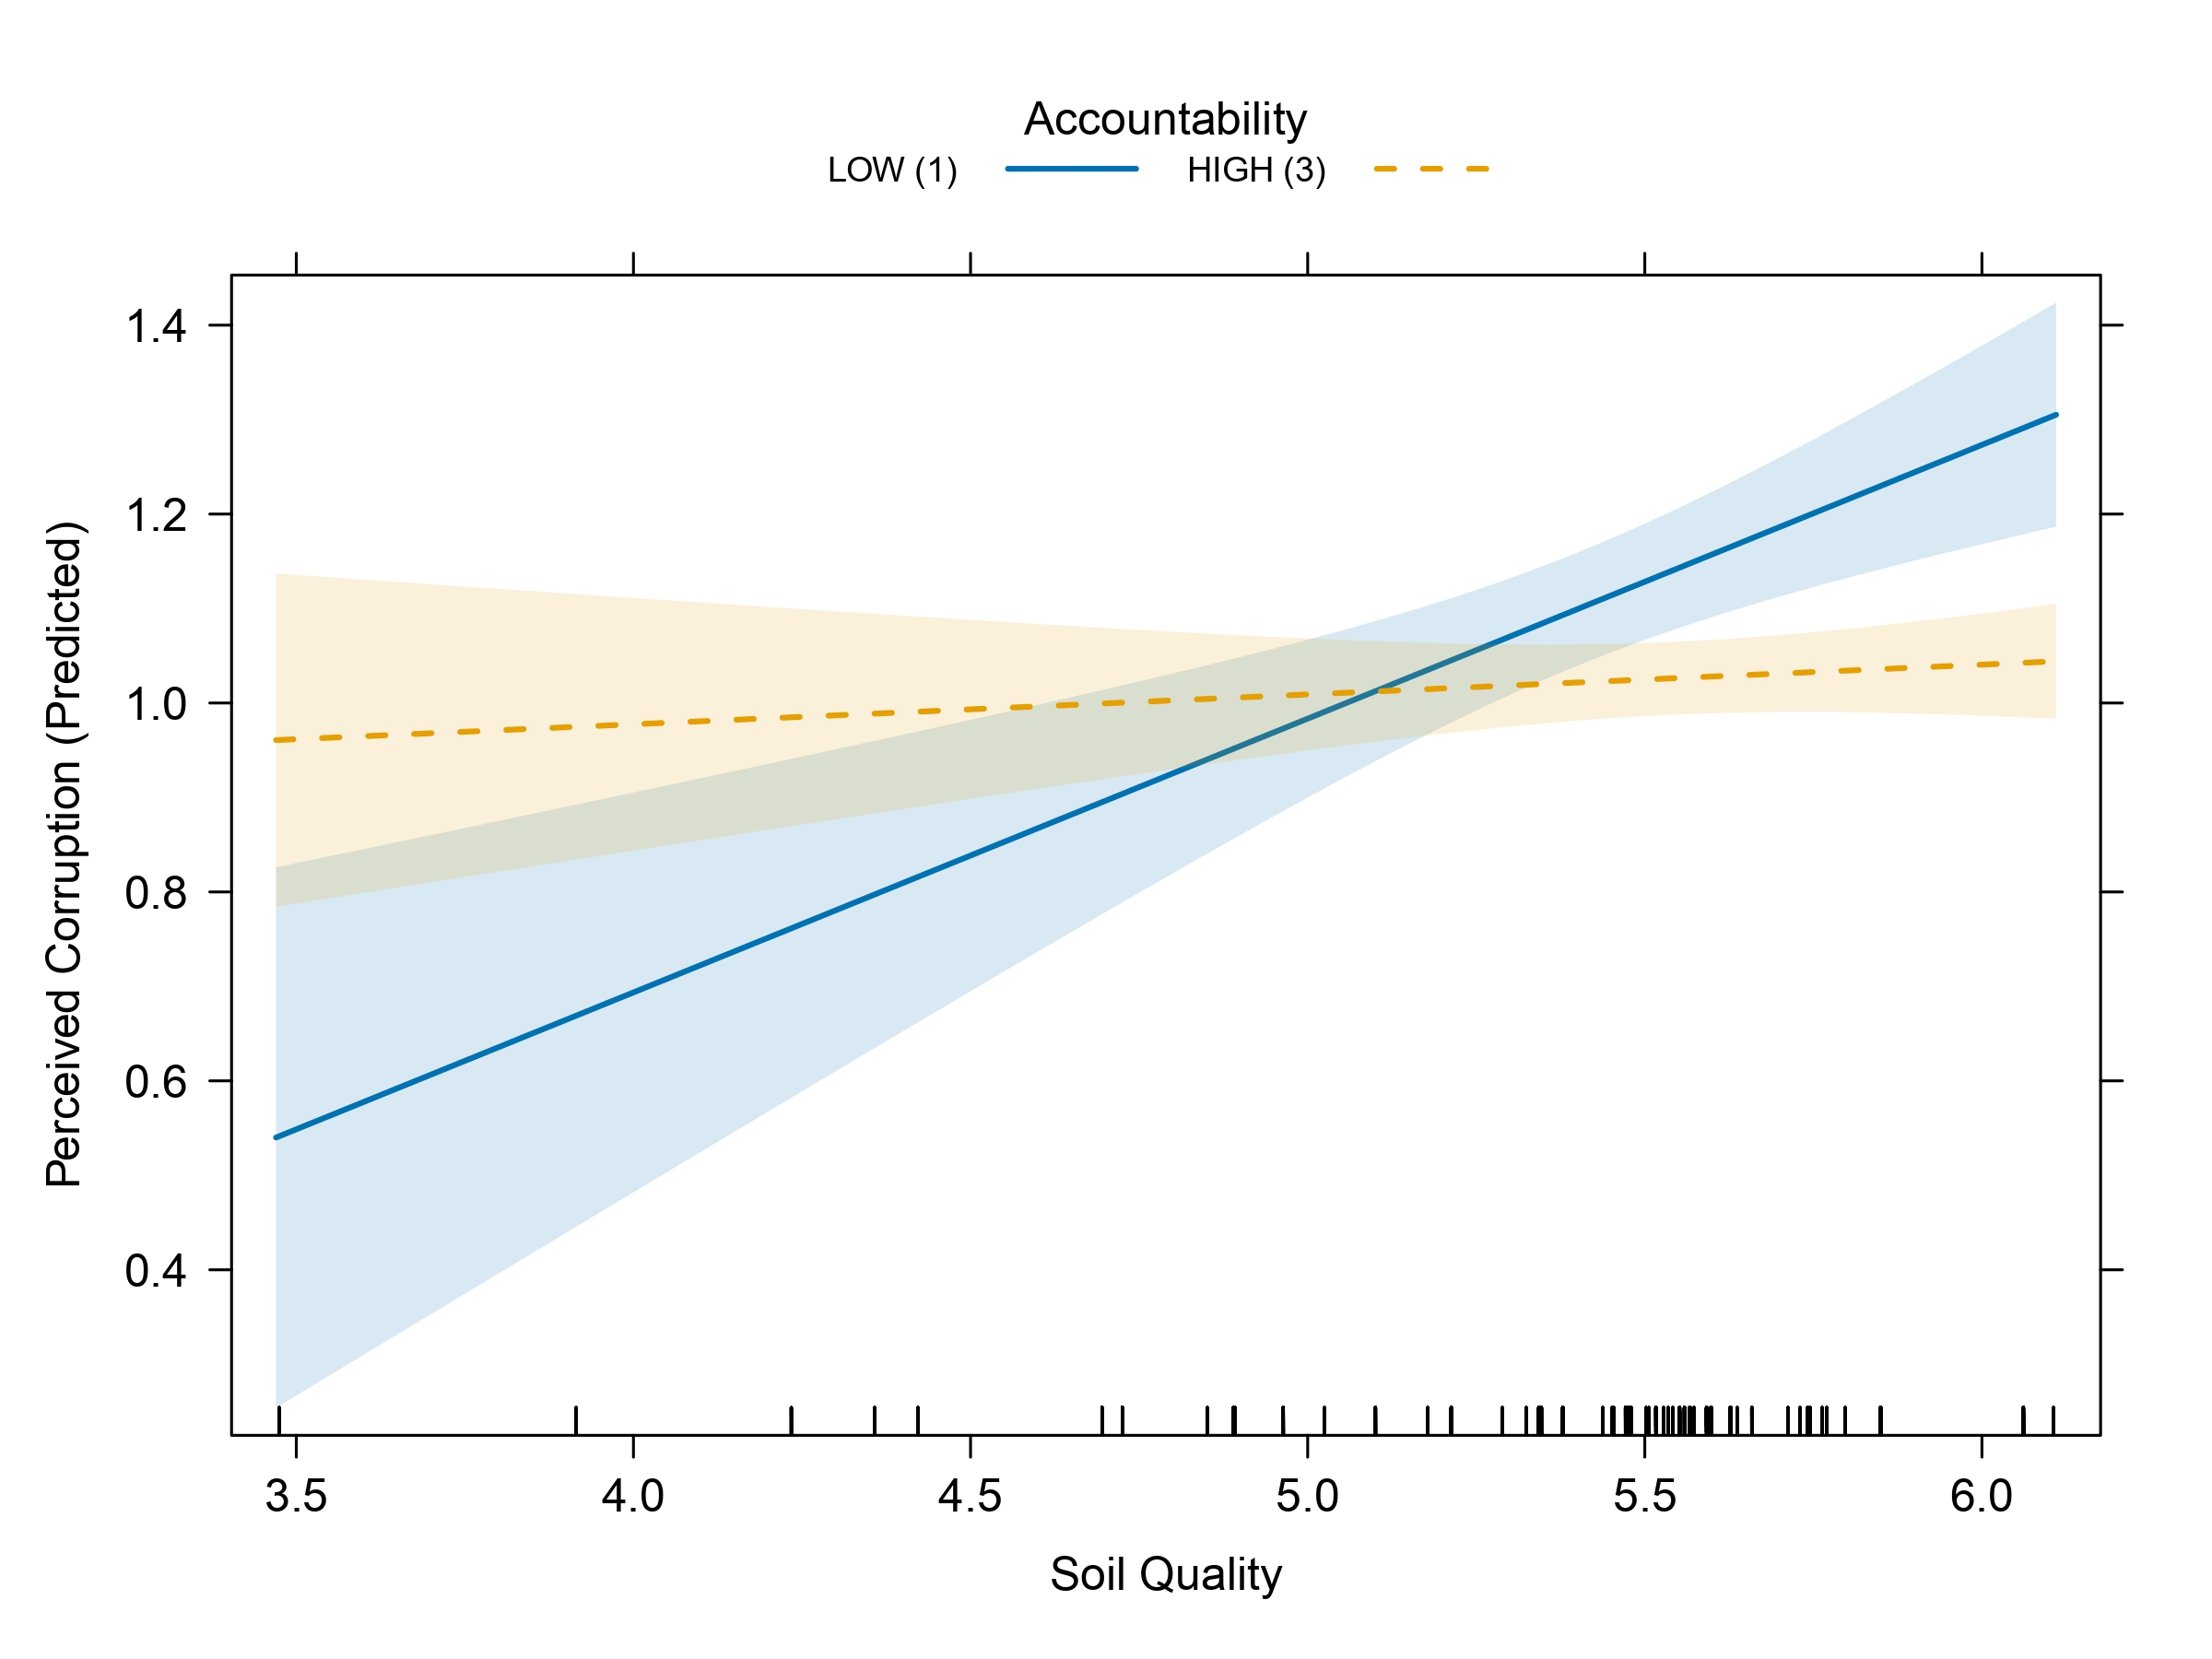 Accountability
LOW (1) HIGH (3)
1.4
1.2
1.0
0.8
0.6
0.4
Perceived Corruption (Predicted)
3.5 4.0 4.5 5.0 5.5 6.0
Soil Quality